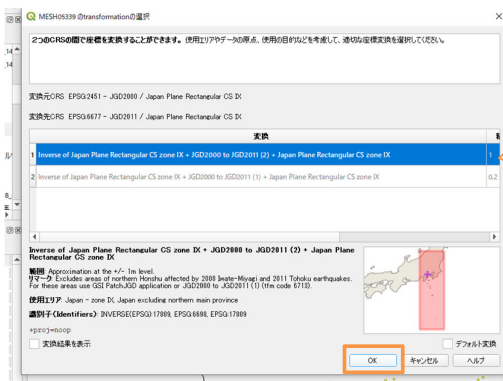 MESH05339 のtransformationの選択
2つのCRSの間で座標を変換することができます。使用エリアやデータの原点、使用の目的などを考慮して、適切な座標変換を選択してください。
変換元CRS EPSG:2451 - JGD2000 / Japan Plane Rectangular CS IX
変換先CRS EPSG:6677 - JGD2011 / Japan Plane Rectangular CS IX
変換
1 Inverse of Japan Plane Rectangular CS zone IX + JGD2000 to JGD2011 (2) + Japan Plane Rectangular CS zone IX 1
2 Inverse of Japan Plane Rectangular CS zone IX + JGD2000 to JGD2011 (1) + Japan Plane Rectangular CS zone IX 0.2
Inverse of Japan Plane Rectangular CS zone IX + JGD2000 to JGD2011 (2) + Japan Plane
Rectangular CS zone IX
範囲: Approximation at the +/- 1m level.
リマーク: Excludes areas of northern Honshu affected by 2008 Iwate-Miyagi and 2011 Tohoku earthquakes.
For these areas use GSI PatchJGD application or JGD2000 to JGD2011 (1) (tfm code 6713).
使用エリア: Japan - zone IX, Japan excluding northern main province
識別子(Identifiers): INVERSE(EPSG):17809, EPSG:6698, EPSG:17809
+proj=noop
変換結果を表示
デフォルト変換
OK
キャンセル
ヘルプ